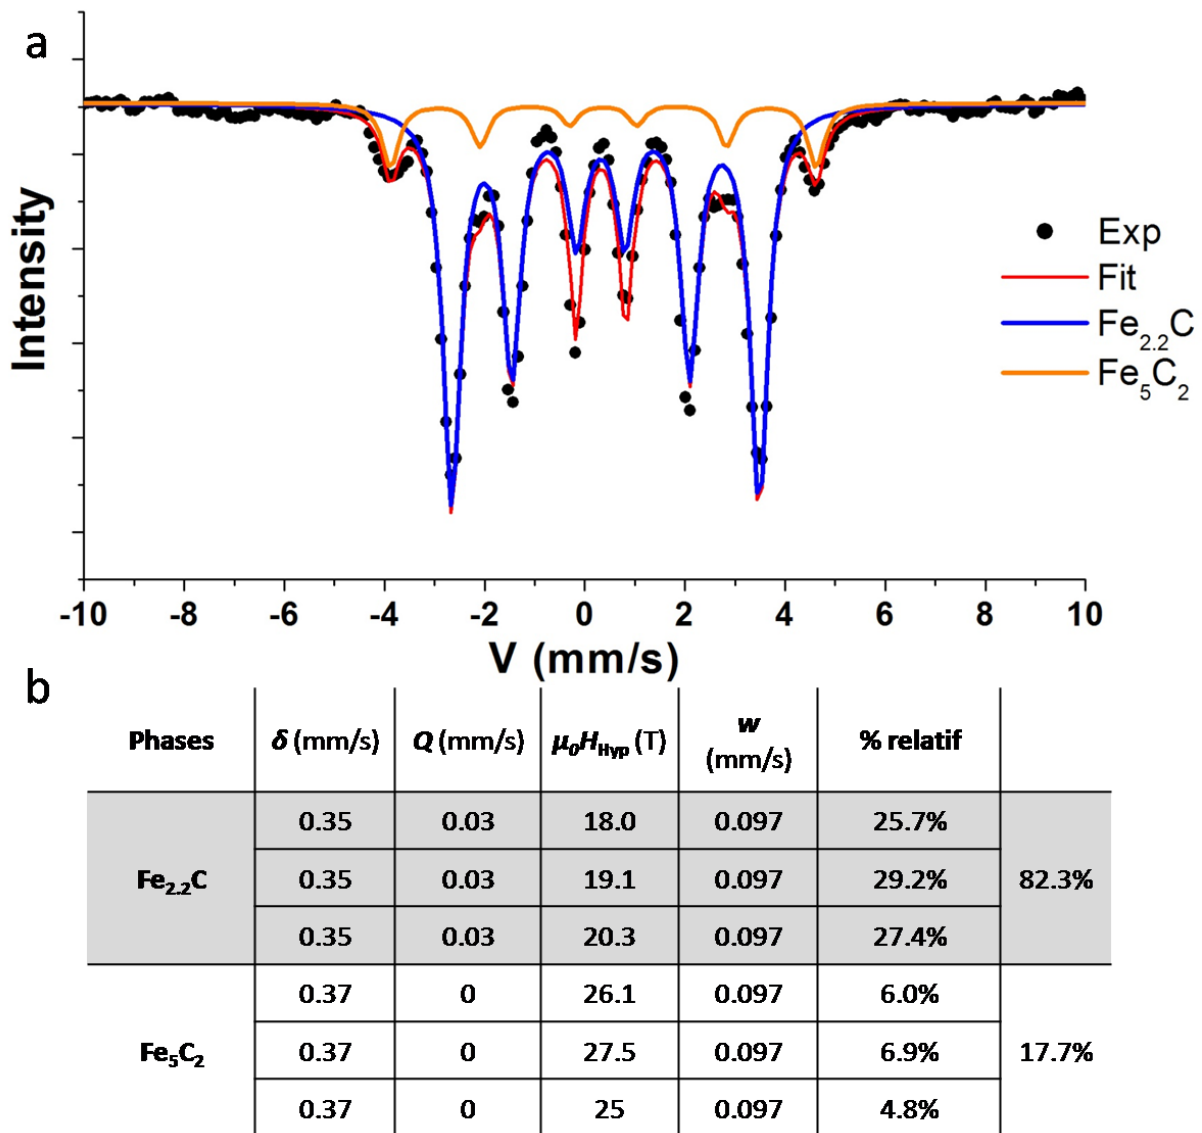 a
Intensity
Exp
Fit
Fe2.2C
Fe5C2
-10 -8 -6 -4 -2 0 2 4 6 8 10
V (mm/s)
b
Phases δ (mm/s) Q (mm/s) μ0HHyp (T) w (mm/s) % relatif
0.35 0.03 18.0 0.097 25.7%
Fe2.2C 0.35 0.03 19.1 0.097 29.2% 82.3%
0.35 0.03 20.3 0.097 27.4%
0.37 0 26.1 0.097 6.0%
Fe5C2 0.37 0 27.5 0.097 6.9% 17.7%
0.37 0 25 0.097 4.8%